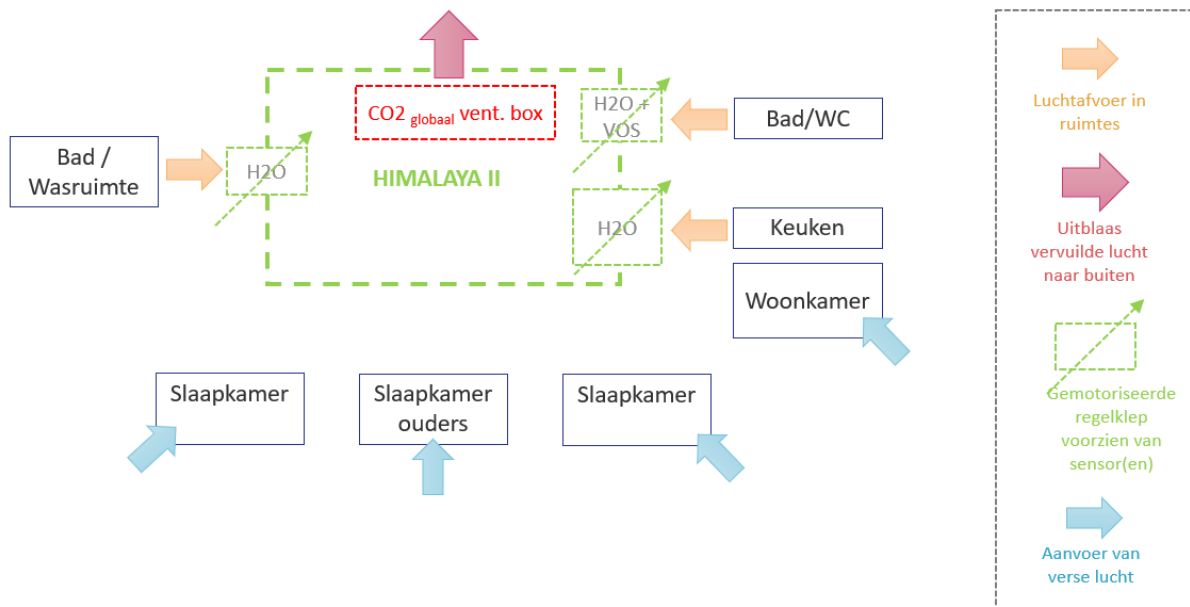 CO2 globaal vent. box
H2O +
VOS
Bad/WC
Bad /
Wasruimte
H2O
HIMALAYA II
H2O
Keuken
Woonkamer
Slaapkamer
Slaapkamer
ouders
Slaapkamer
Luchtafvoer in
ruimtes
Uitblaas
vervuilde lucht
naar buiten
Gemotoriseerde
regelklep
voorzien van
sensor(en)
Aanvoer van
verse lucht